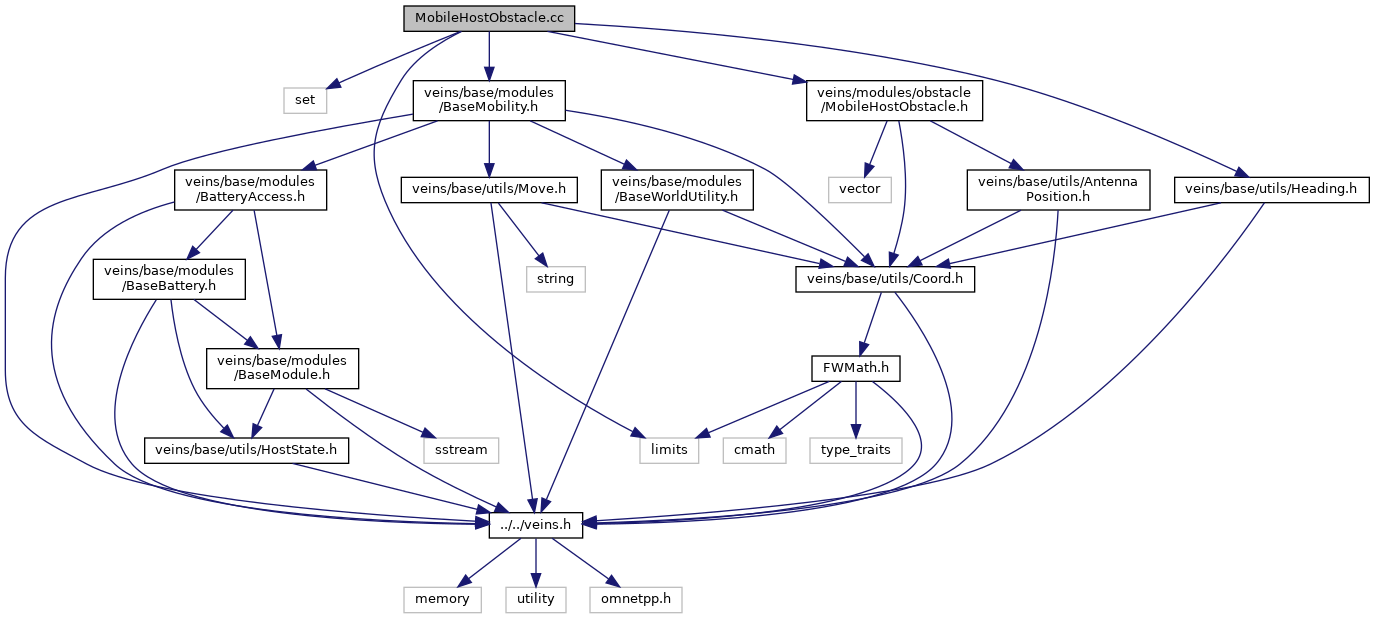 MobileHostObstacle.cc
set
veins/base/modules
/BaseMobility.h
veins/modules/obstacle
/MobileHostObstacle.h
veins/base/modules
/BatteryAccess.h
veins/base/utils/Move.h
veins/base/modules
/BaseWorldUtility.h
vector
veins/base/utils/Antenna
Position.h
veins/base/utils/Heading.h
veins/base/modules
/BaseBattery.h
string
veins/base/utils/Coord.h
veins/base/modules
/BaseModule.h
FWMath.h
veins/base/utils/HostState.h
sstream
limits
cmath
type_traits
../../veins.h
memory
utility
omnetpp.h